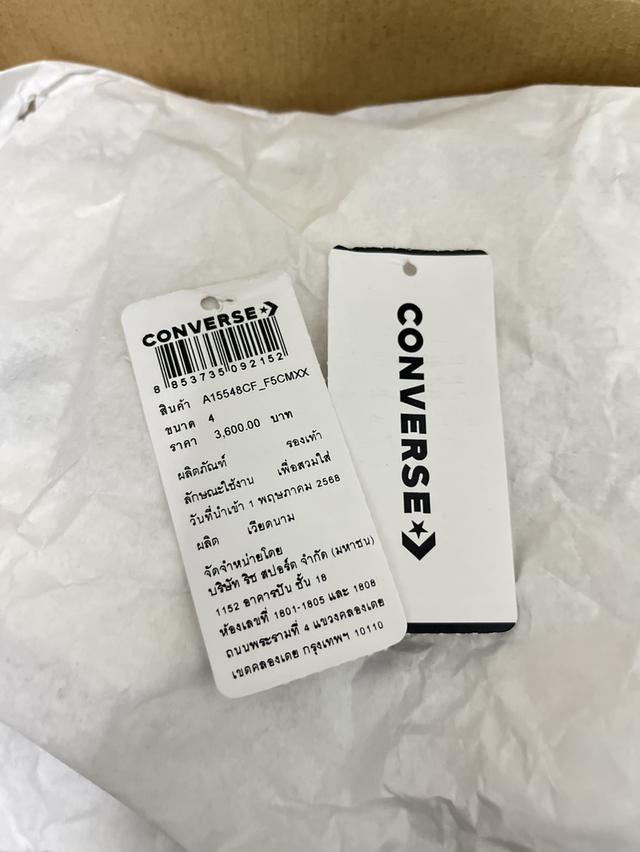 CONVERSE
8 853735 092152
สินค้า A15548CF_F5CMXX
ขนาด 4
ราคา 3,600.00 บาท
ผลิตภัณฑ์ รองเท้า
ลักษณะใช้งาน เพื่อสวมใส่
วันที่นำเข้า 1 พฤษภาคม 2568
ผลิต เวียดนาม
จัดจำหน่ายโดย
บริษัท ริช สปอร์ต จำกัด (มหาชน)
1152 อาคารปัน ชั้น 18
ห้องเลขที่ 1801-1805 และ 1808
ถนนพระรามที่ 4 แขวงคลองเตย
เขตคลองเตย กรุงเทพฯ 10110
CONVERSE